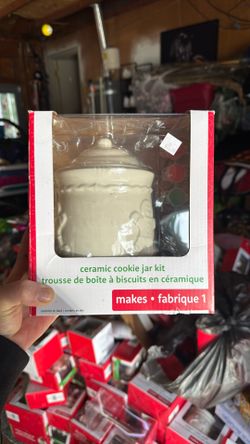 ceramic cookie jar kit
trousse de boîte à biscuits en céramique
makes • fabrique 1